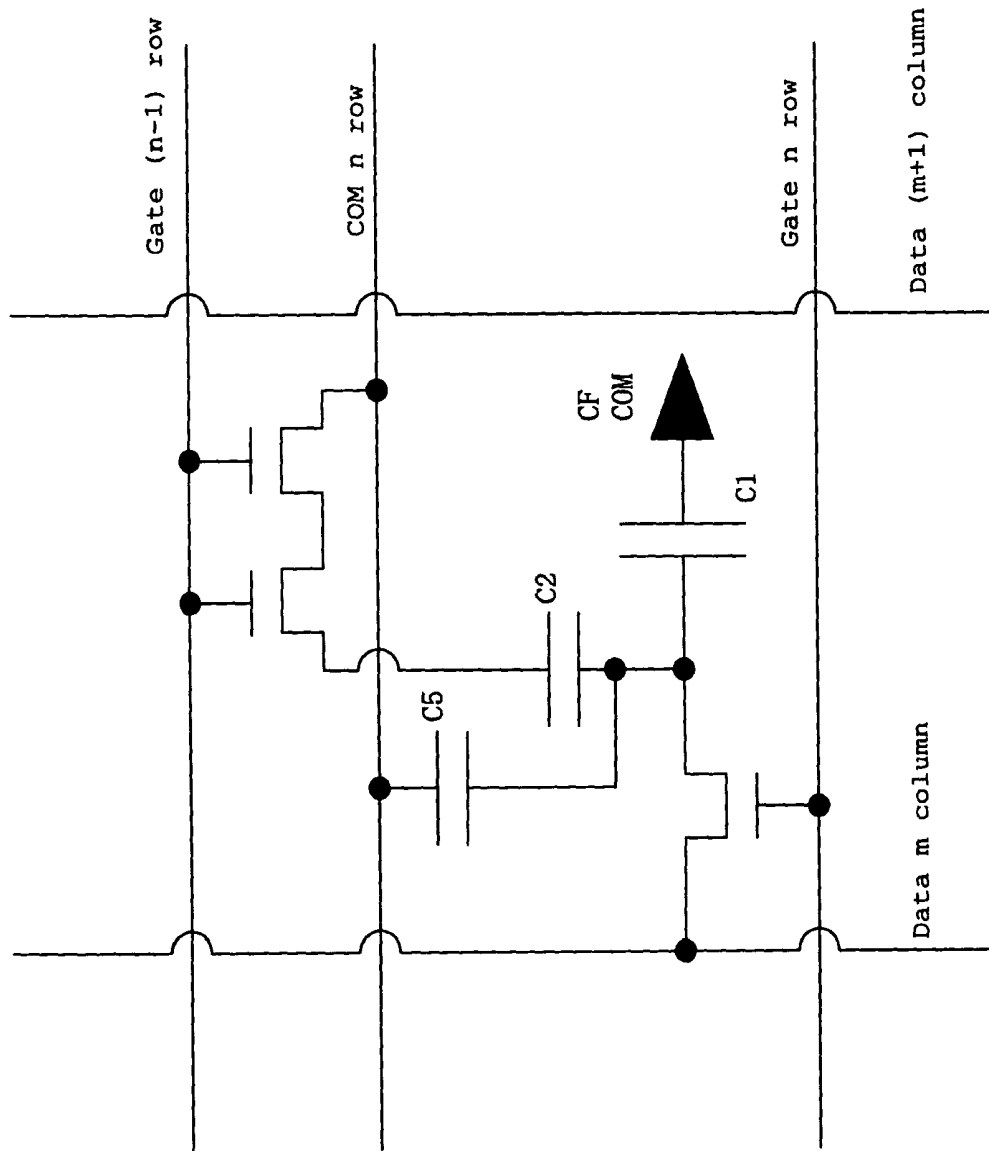 Gate (n-1) row
COM n row
Gate n row
Data (m+1) column
CF
COM
C1
C2
C5
Data m column